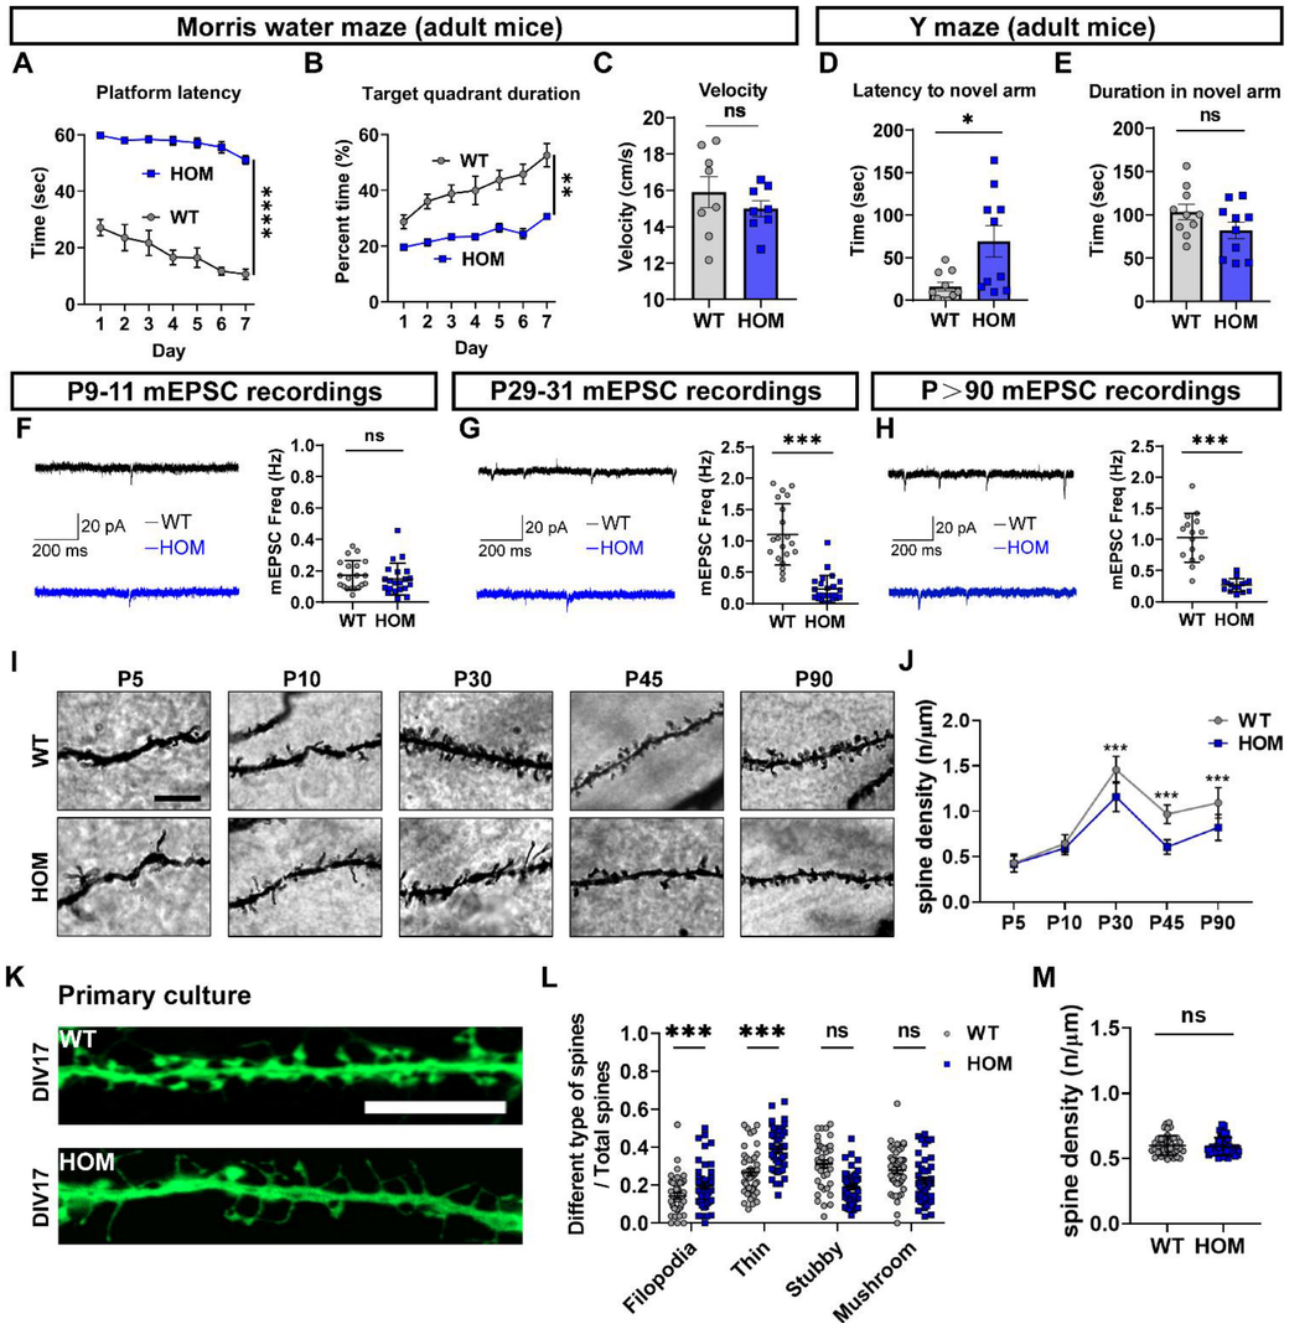 Morris water maze (adult mice)
Y maze (adult mice)
A
Platform latency
Time (sec)
60
40
20
0
HOM
WT
****
1 2 3 4 5 6 7
Day
B
Target quadrant duration
Percent time (%)
60
40
20
0
WT
HOM
**
1 2 3 4 5 6 7
Day
C
Velocity
ns
Velocity (cm/s)
20
18
16
14
12
10
WT HOM
D
Latency to novel arm
*
Time (sec)
200
150
100
50
0
WT HOM
E
Duration in novel arm
ns
Time (sec)
200
150
100
50
0
WT HOM
P9-11 mEPSC recordings
P29-31 mEPSC recordings
P>90 mEPSC recordings
F
20 pA
200 ms
WT
HOM
ns
mEPSC Freq (Hz)
1.0
0.8
0.6
0.4
0.2
0.0
WT HOM
G
20 pA
200 ms
WT
HOM
***
mEPSC Freq (Hz)
2.5
2.0
1.5
1.0
0.5
0.0
WT HOM
H
20 pA
200 ms
WT
HOM
***
mEPSC Freq (Hz)
2.5
2.0
1.5
1.0
0.5
0.0
WT HOM
I
P5 P10 P30 P45 P90
WT
HOM
J
spine density (n/μm)
2.0
1.5
1.0
0.5
0.0
WT
HOM
***
***
***
P5 P10 P30 P45 P90
K
Primary culture
DIV17
WT
DIV17
HOM
L
Different type of spines
/ Total spines
1.0
0.8
0.6
0.4
0.2
0.0
*** *** ns ns
WT
HOM
Filopodia
Thin
Stubby
Mushroom
M
spine density (n/μm)
1.5
1.0
0.5
0.0
ns
WT HOM